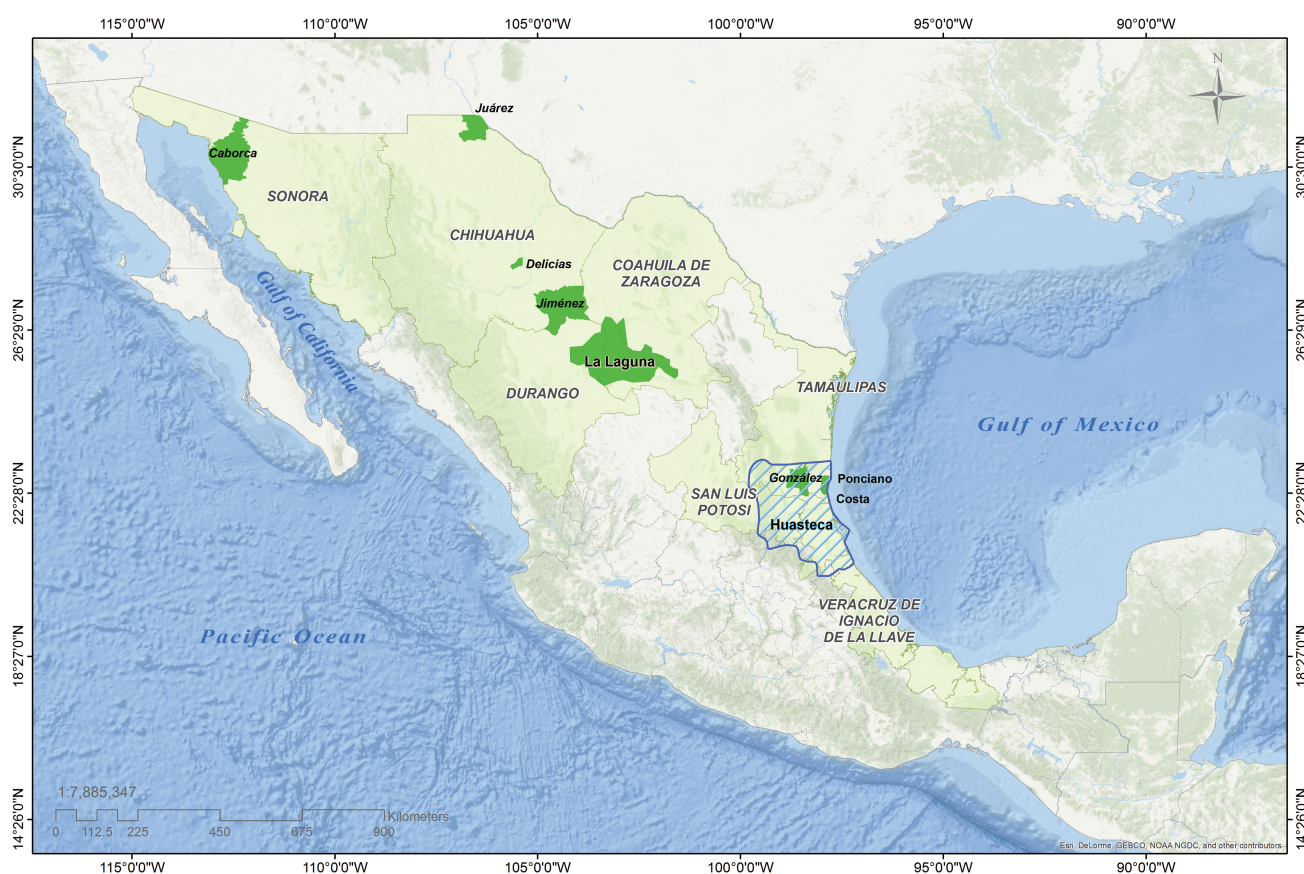 115°0'0"W 110°0'0"W 105°0'0"W 100°0'0"W 95°0'0"W 90°0'0"W
N
Juárez
Caborca
30°30'0"N
30°30'0"N
SONORA
CHIHUAHUA
Delicias
COAHUILA DE
ZARAGOZA
Gulf of California
Jiménez
26°29'0"N
26°29'0"N
La Laguna
DURANGO
TAMAULIPAS
Gulf of Mexico
González
Ponciano
Costa
22°28'0"N
22°28'0"N
SAN LUIS
POTOSI
Huasteca
VERACRUZ DE
IGNACIO
DE LA LLAVE
Pacific Ocean
18°27'0"N
18°27'0"N
1:7,885,347
Kilometers
0 112.5 225 450 675 900
14°26'0"N
14°26'0"N
Esri, DeLorme, GEBCO, NOAA NGDC, and other contributors
115°0'0"W 110°0'0"W 105°0'0"W 100°0'0"W 95°0'0"W 90°0'0"W